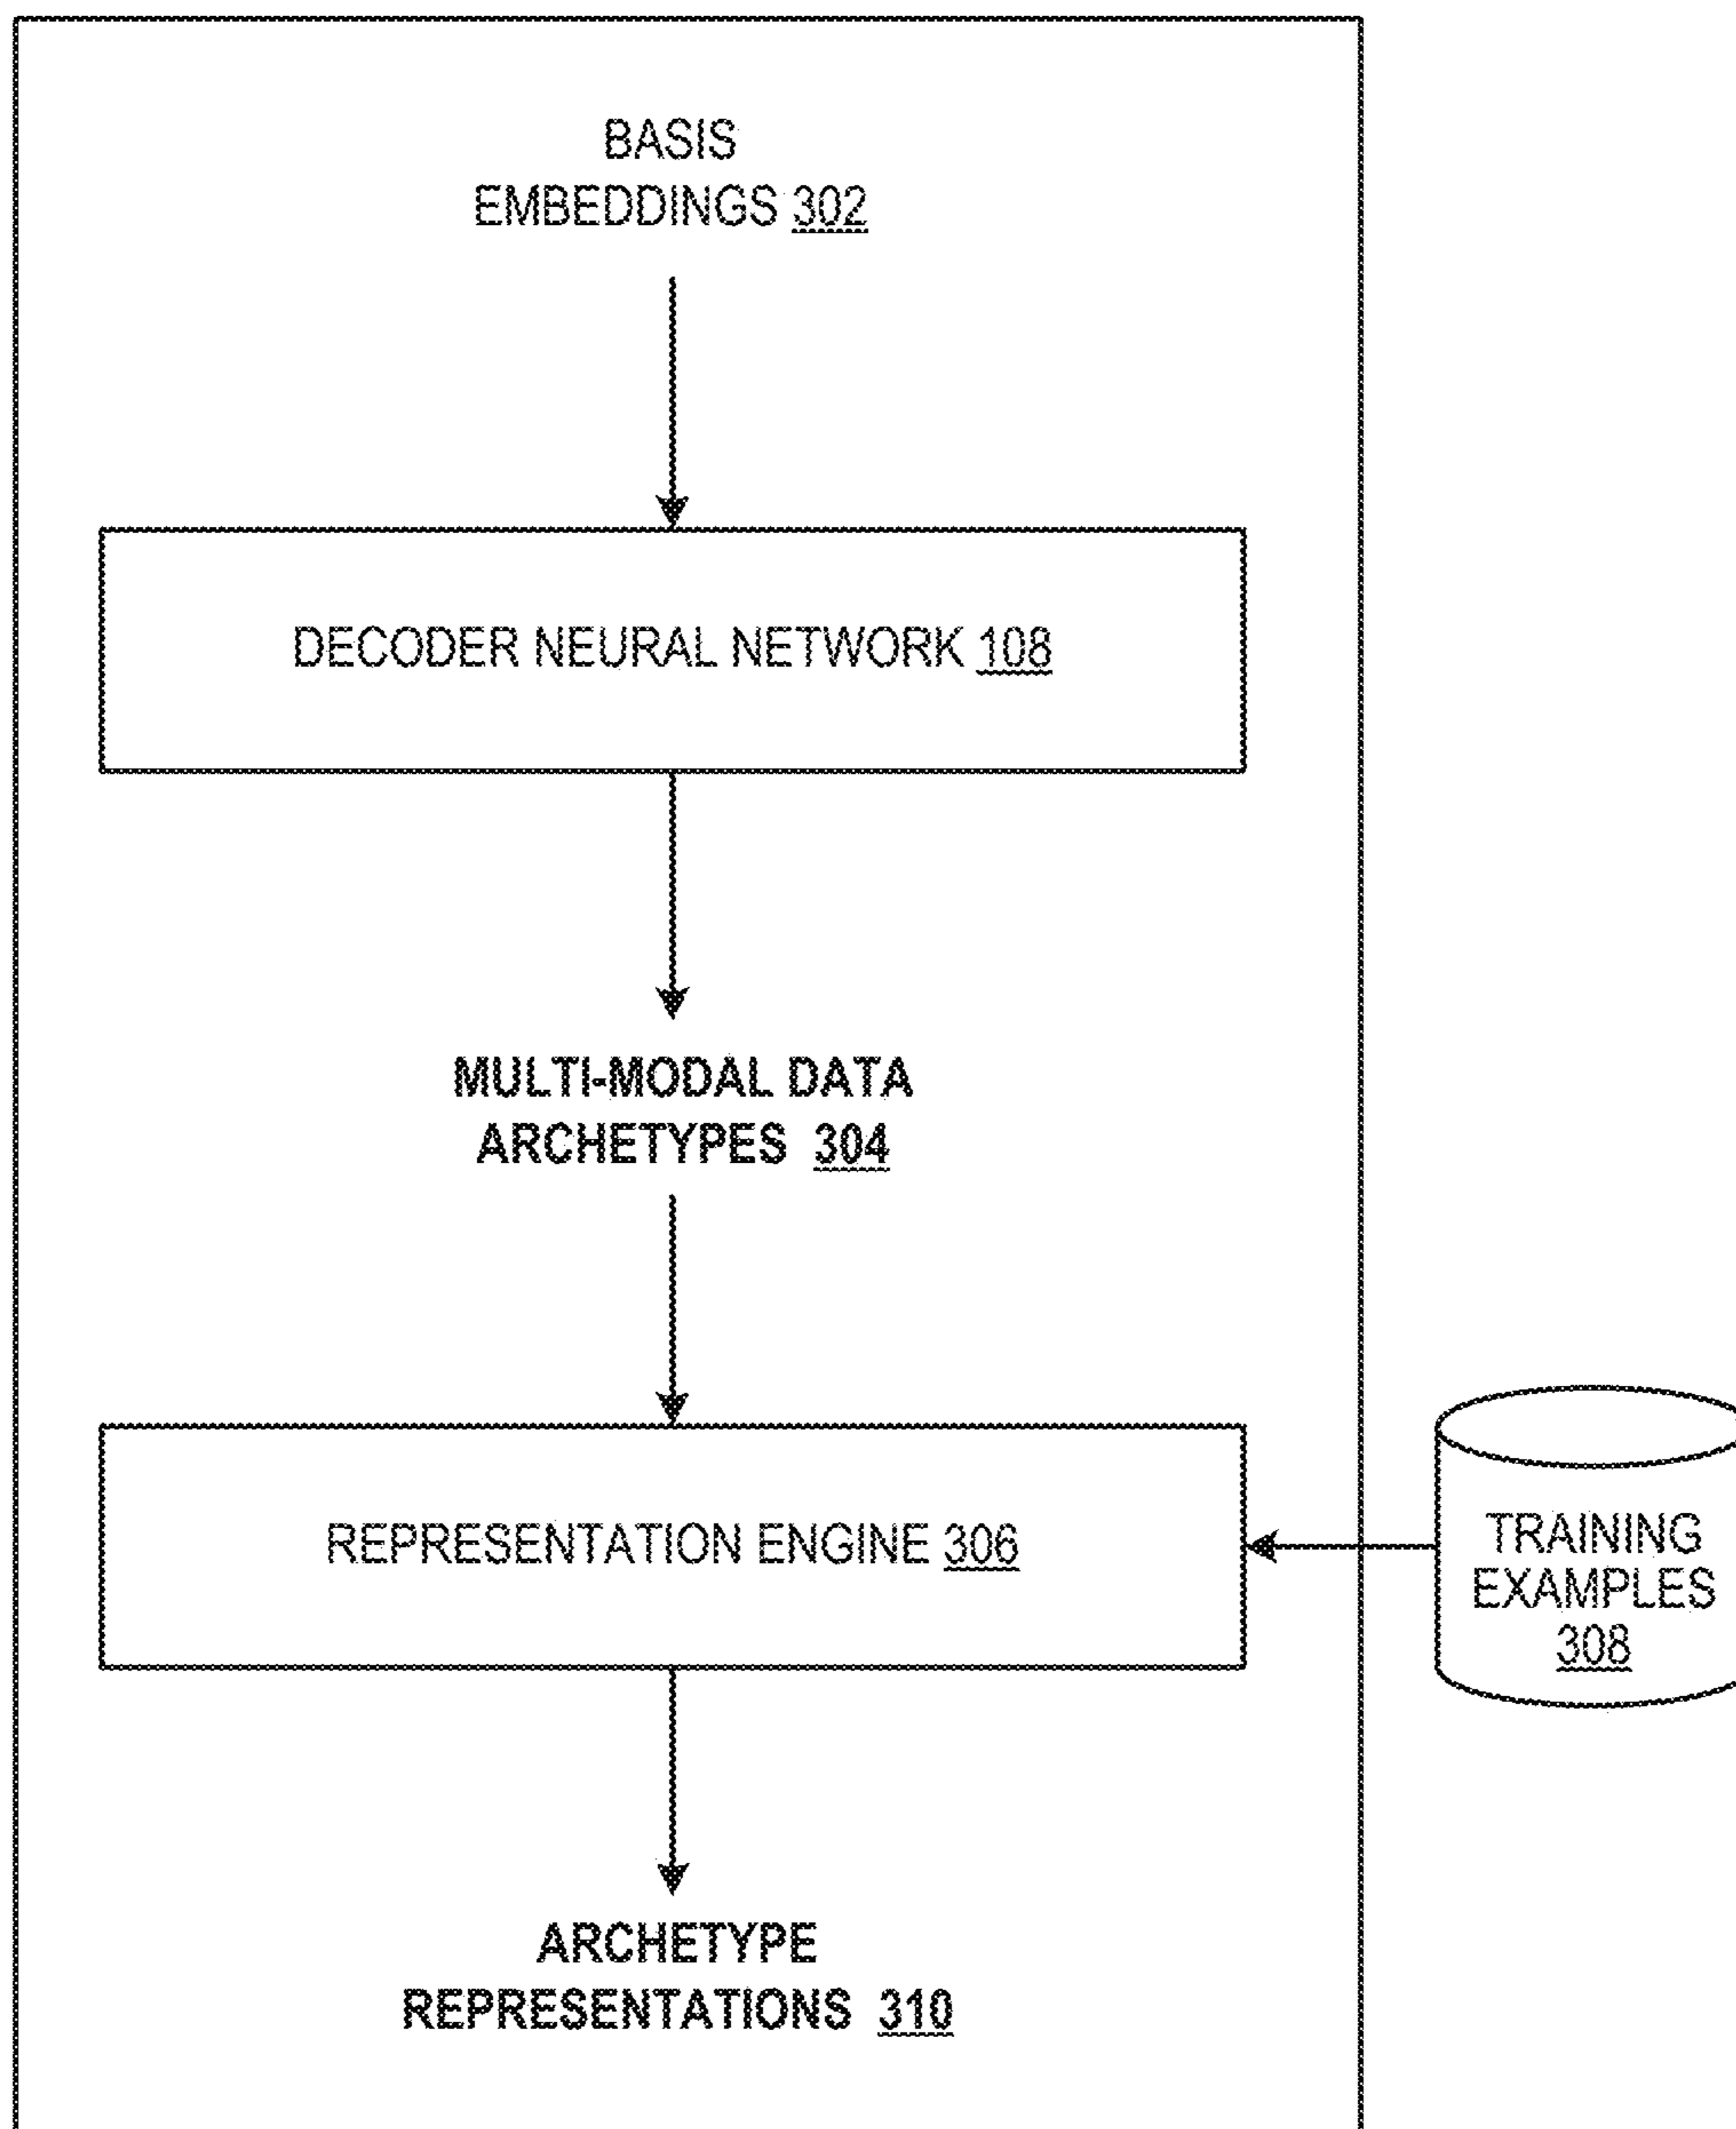 BASIS
EMBEDDINGS 302
DECODER NEURAL NETWORK 108
MULTI-MODAL DATA
ARCHETYPES 304
REPRESENTATION ENGINE 306
TRAINING
EXAMPLES
308
ARCHETYPE
REPRESENTATIONS 310